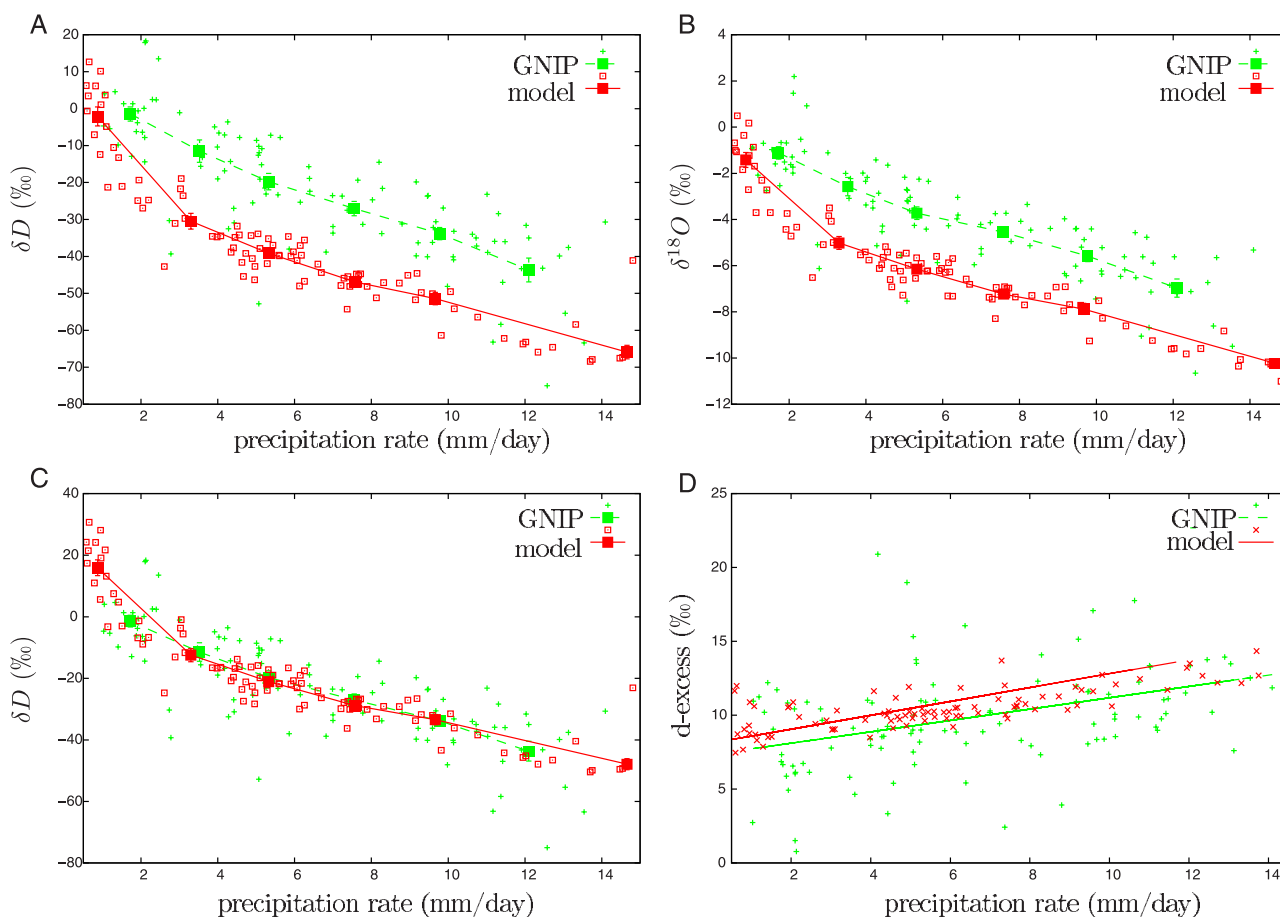 A
20
10
0
−10
−20
−30
−40
−50
−60
−70
−80
δD (‰)
GNIP
model
2 4 6 8 10 12 14
precipitation rate (mm/day)
B
4
2
0
−2
−4
−6
−8
−10
−12
δ¹⁸O (‰)
GNIP
model
2 4 6 8 10 12 14
precipitation rate (mm/day)
C
40
20
0
−20
−40
−60
−80
δD (‰)
GNIP
model
2 4 6 8 10 12 14
precipitation rate (mm/day)
D
25
20
15
10
5
0
d-excess (‰)
GNIP
model
2 4 6 8 10 12 14
precipitation rate (mm/day)